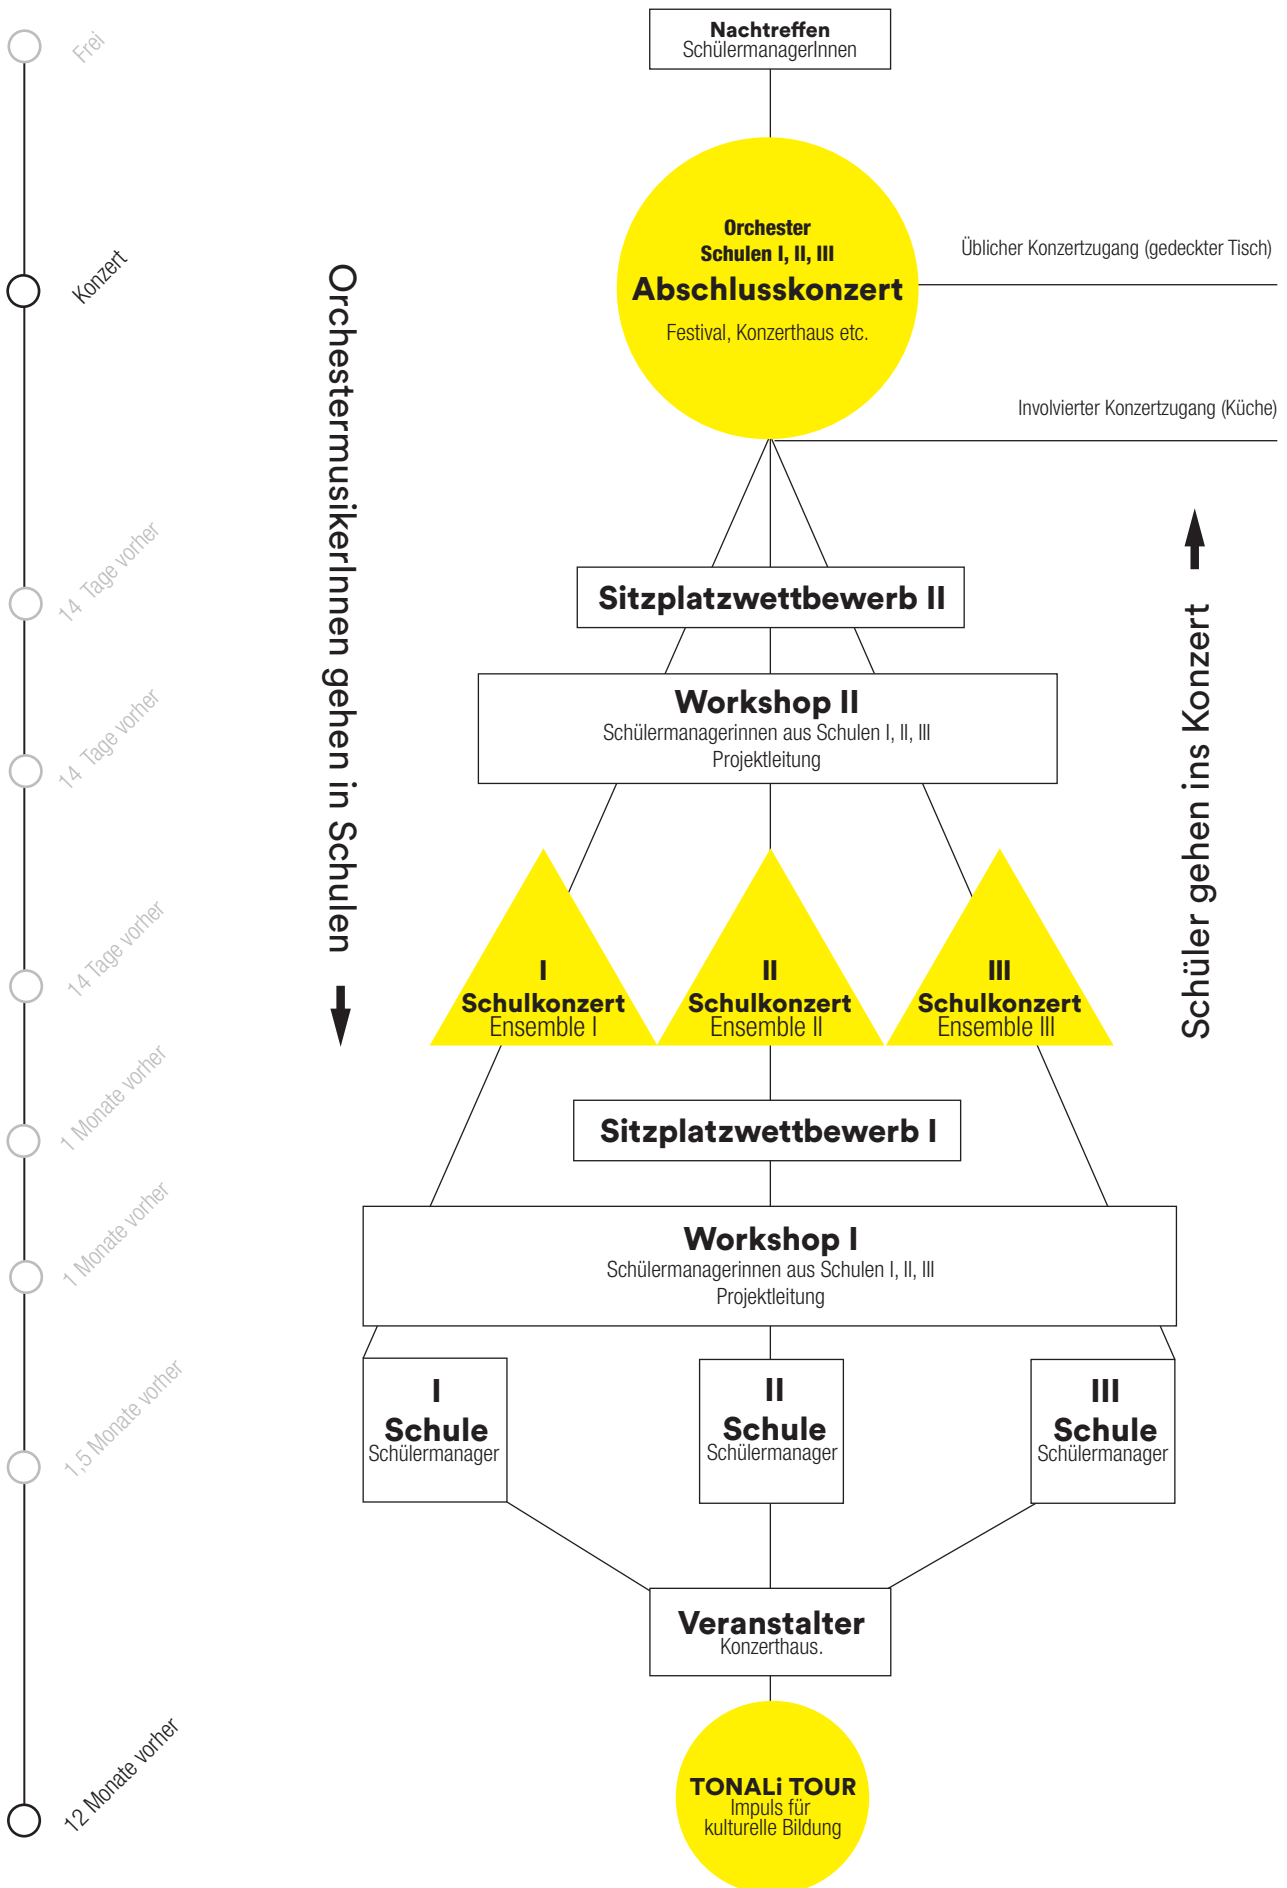 Frei
Nachtreffen
SchülermanagerInnen
Konzert
Orchester
Schulen I, II, III
Abschlusskonzert
Festival, Konzerthaus etc.
Üblicher Konzertzugang (gedeckter Tisch)
Involvierter Konzertzugang (Küche)
OrchestermusikerInnen gehen in Schulen
Schüler gehen ins Konzert
14 Tage vorher
Sitzplatzwettbewerb II
14 Tage vorher
Workshop II
Schülermanagerinnen aus Schulen I, II, III
Projektleitung
14 Tage vorher
I
Schulkonzert
Ensemble I
II
Schulkonzert
Ensemble II
III
Schulkonzert
Ensemble III
1 Monate vorher
Sitzplatzwettbewerb I
1 Monate vorher
Workshop I
Schülermanagerinnen aus Schulen I, II, III
Projektleitung
1,5 Monate vorher
I
Schule
Schülermanager
II
Schule
Schülermanager
III
Schule
Schülermanager
Veranstalter
Konzerthaus.
12 Monate vorher
TONALi TOUR
Impuls für
kulturelle Bildung